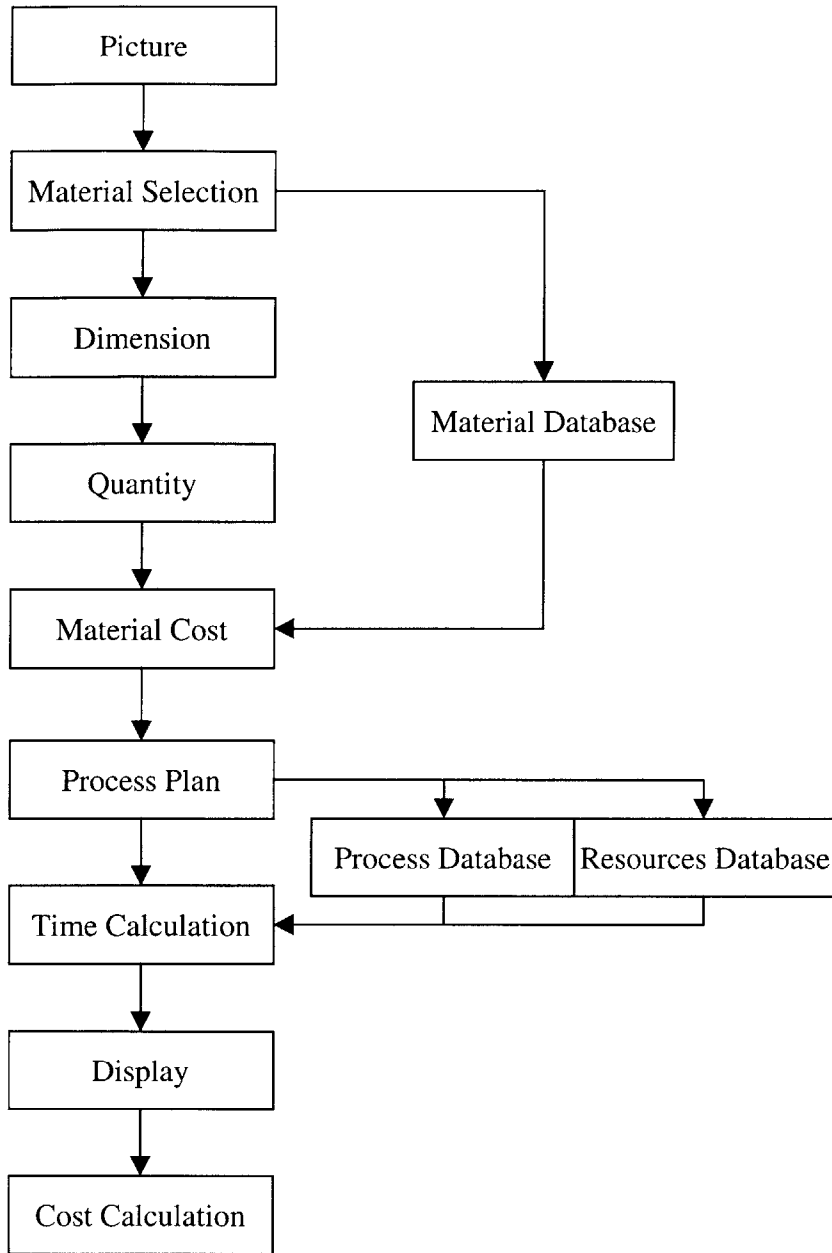 Picture
Material Selection
Dimension
Material Database
Quantity
Material Cost
Process Plan
Process Database
Resources Database
Time Calculation
Display
Cost Calculation